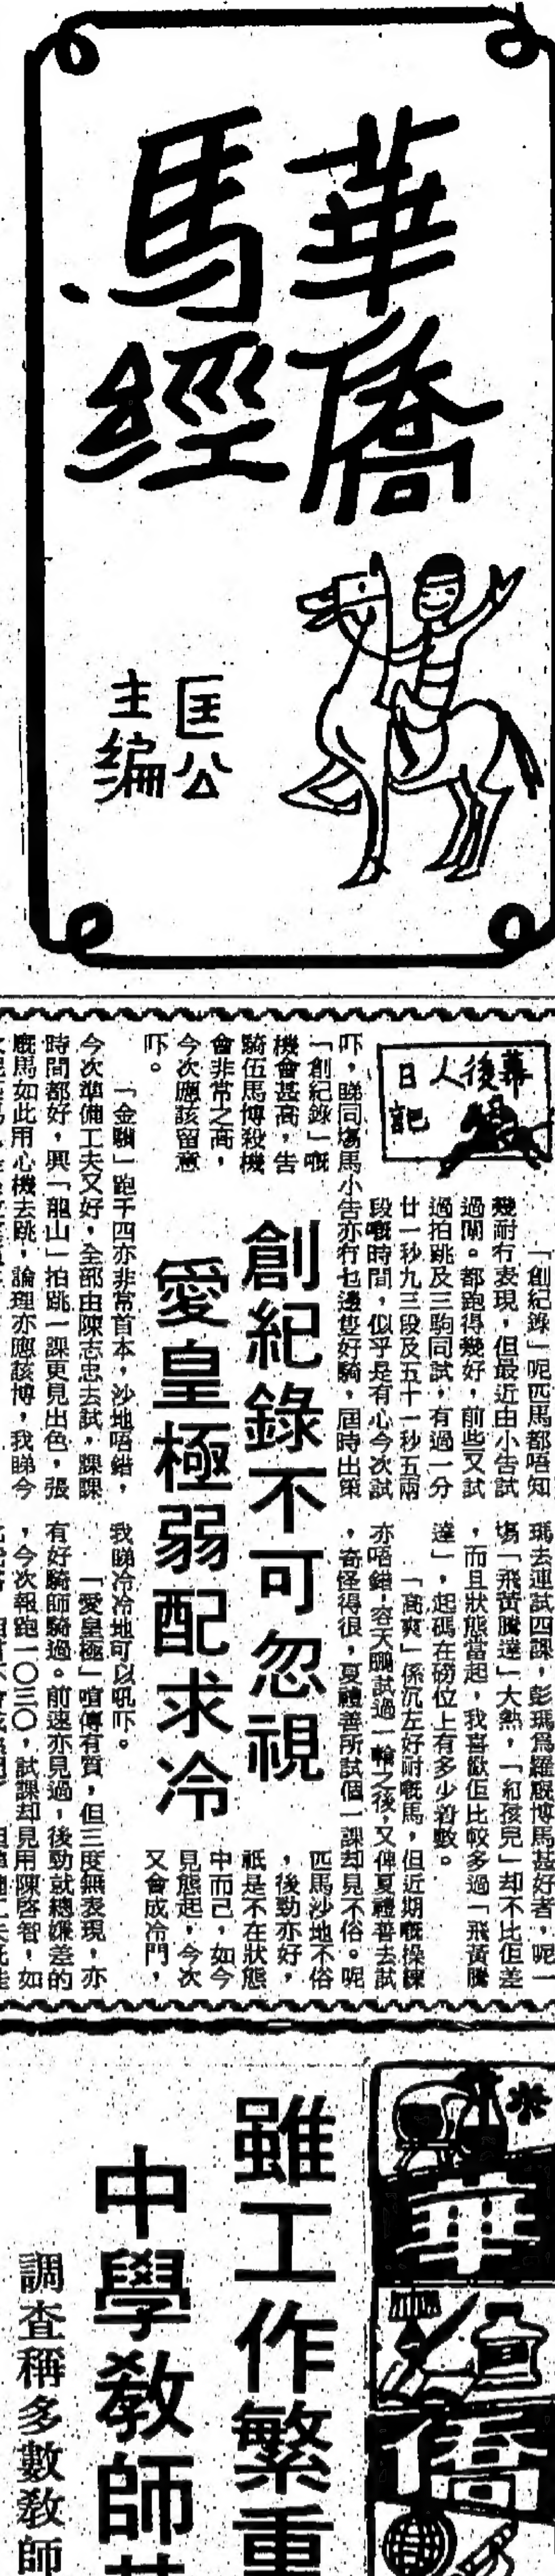 華僑
馬經
匡公
主編
幕後人
日記
創紀錄不可忽視
愛皇極弱配求冷
「創紀錄」呢匹馬都唔知
幾耐冇表現，但最近由小告試
過閘。都跑得幾好，前些又試
過拍跳及三駒同試，有過一分
廿一秒九三段及五十一秒五兩
段嘅時間，似乎是有心今次試
吓，睇同塲馬小告亦冇乜邊隻好騎，屆時出策
「創紀錄」嘅
機會甚高，告
騎伍馬博殺機
會非常之高，
今次應該留意
吓。
「金驕」跑千四亦非常首本，沙地唔錯，
今次準備工夫又好，全部由陳志忠去試，課課
時間都好，興「龍山」拍跳一課更見出色，張
廐馬如此用心機去跳，論理亦應該博，我睇今
瑪去連試四課，彭瑪爲羅廐博馬甚好者，呢一
塲「飛黃騰達」大熱，「紅孩兒」却不比佢差
，而且狀態當起，我喜歡佢比較多過「飛黃騰
達」，起碼在磅位上有多少着數。
「高爽」係沉左好耐嘅馬，但近期嘅操練
亦唔錯，容天鵬試過一輪之後，又俾夏禮善去試
，奇怪得很，夏禮善所試個一課却見不俗。呢
匹馬沙地不俗
，後勁亦好，
祇是不在狀態
中而己，如今
見態起，今次
又會成冷門，
我睇冷冷地可以吼吓。
「愛皇極」喧傳有質，但三度無表現，亦
有好騎師騎過。前速亦見過，後勁就總嫌差的
，今次報跑一〇三〇，試課却見用陳啓智，如
華僑
雖工作繁重
中學教師
調查稱多數教師